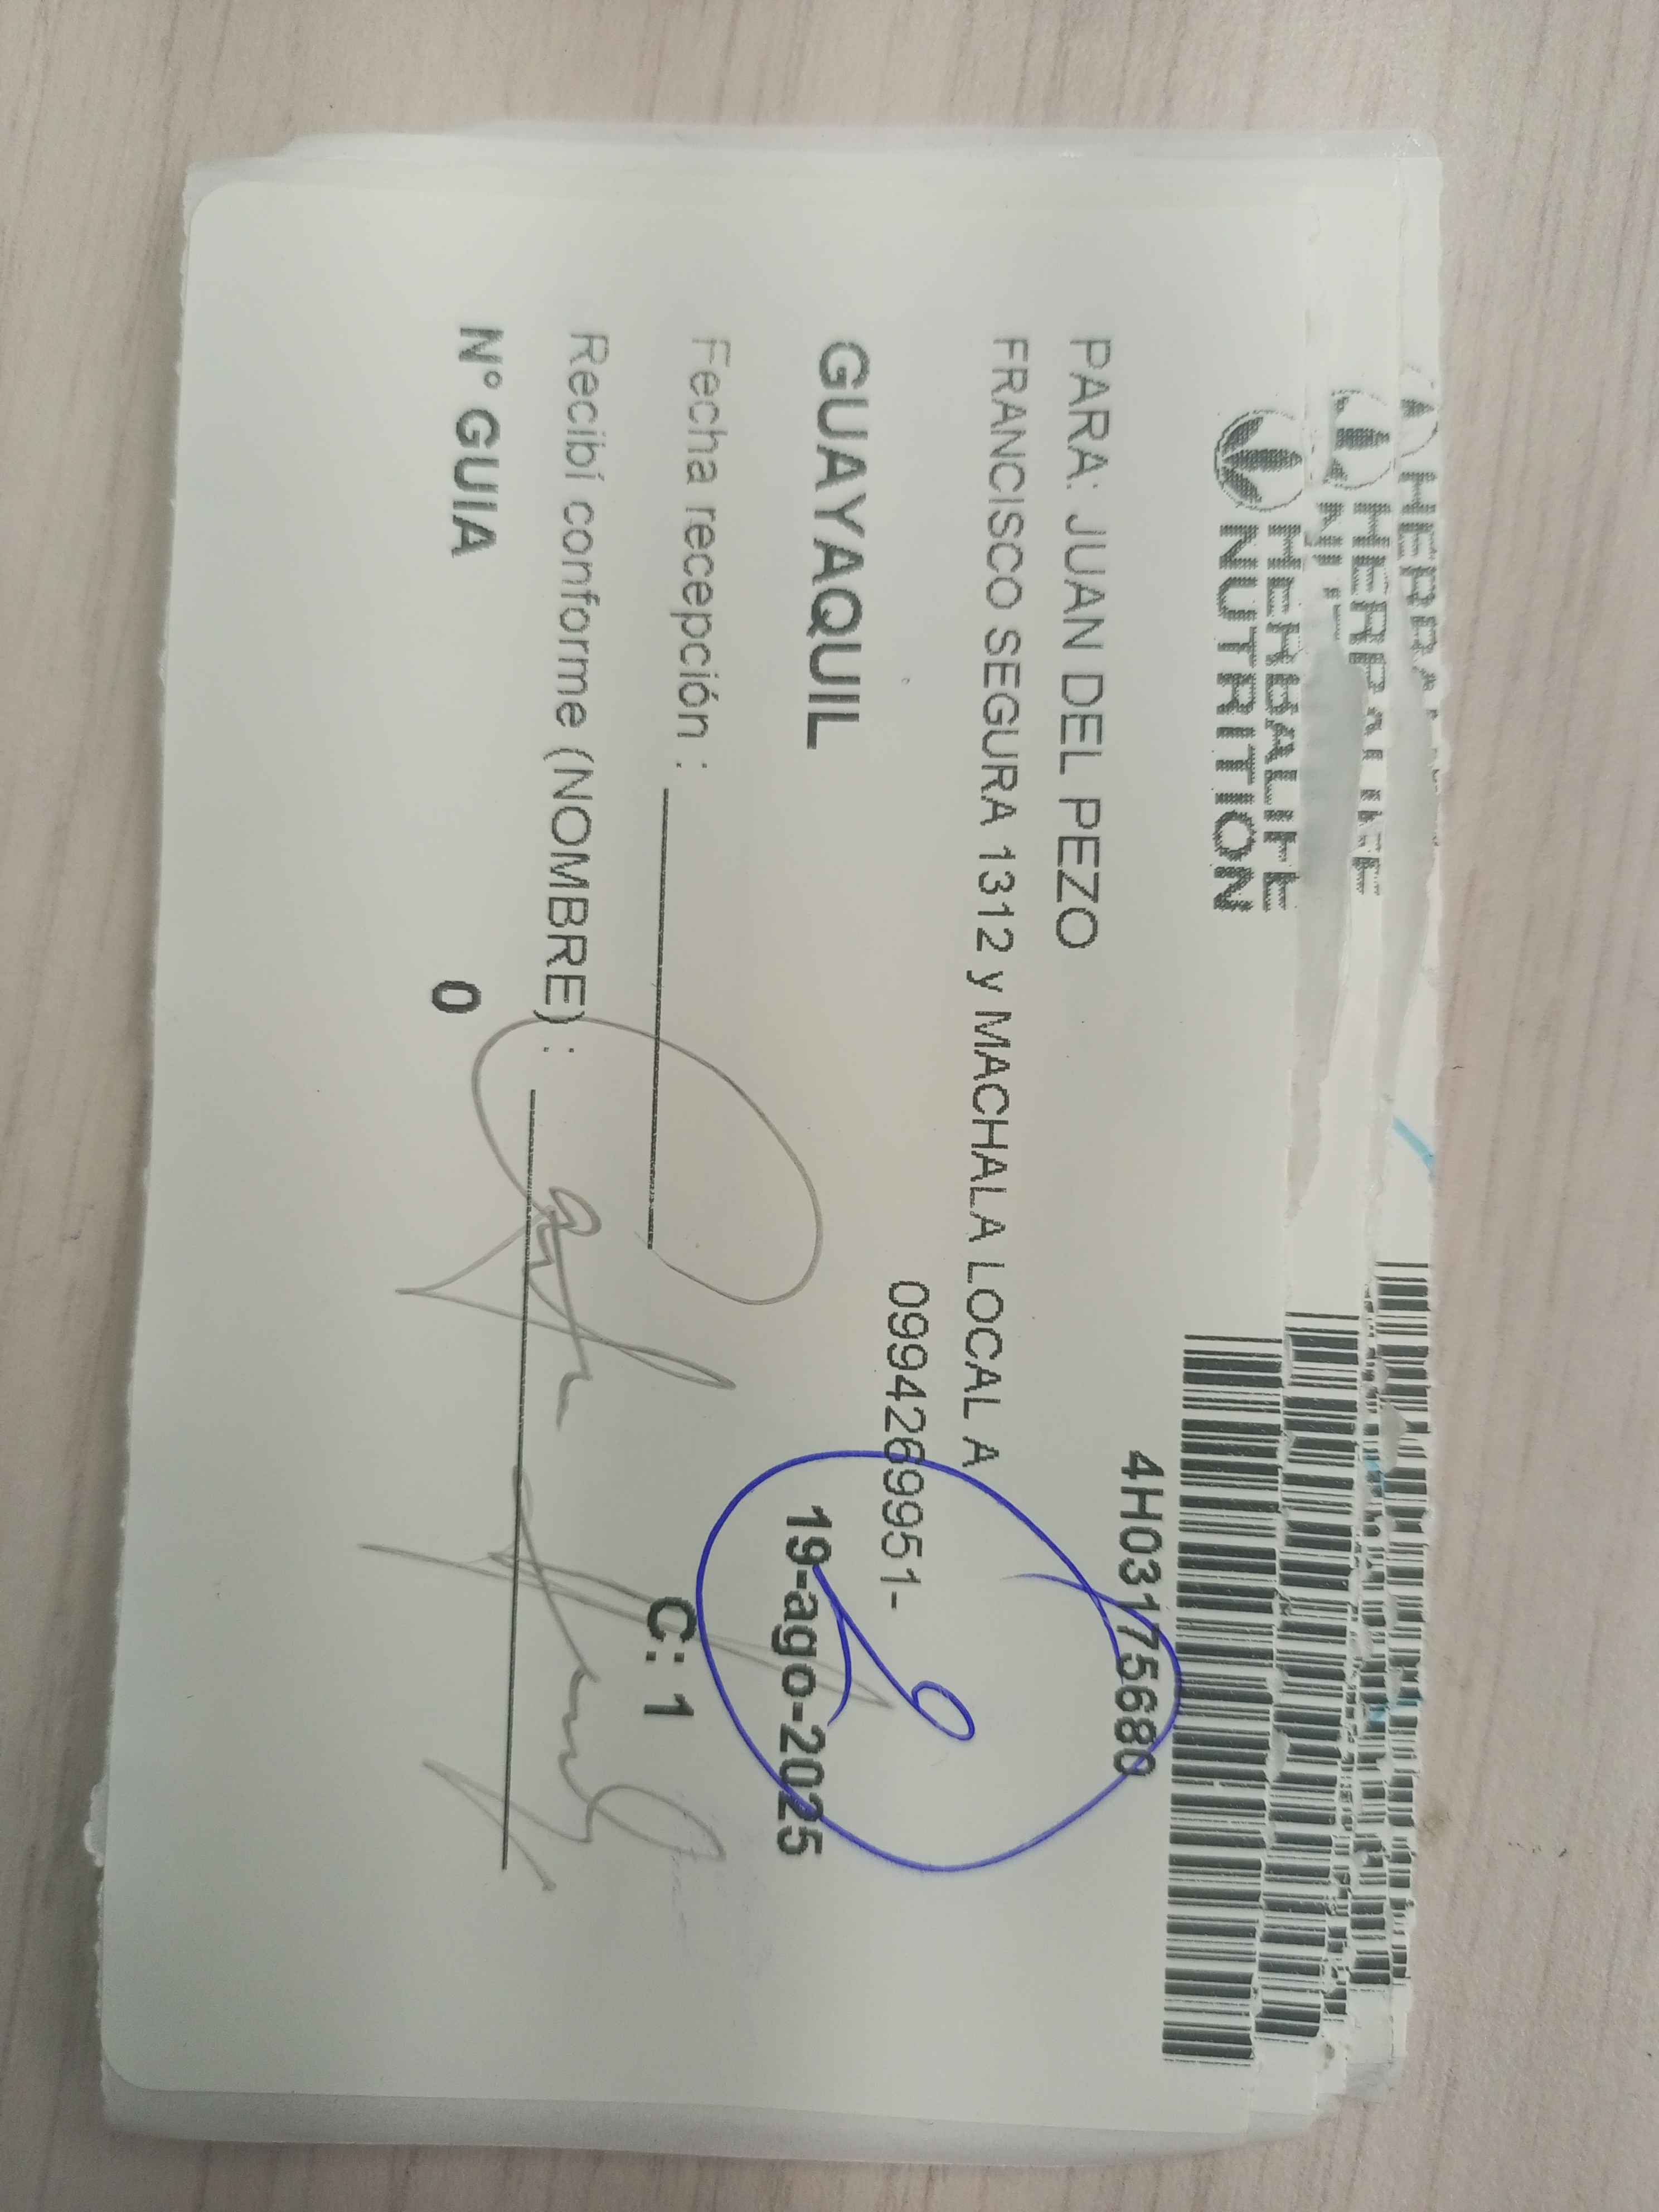 HERBALIFE
HERBALIFE
NUTRITION
4H03175680
PARA: JUAN DEL PEZO
FRANCISCO SEGURA 1312 y MACHALA LOCAL A
0994269951-
GUAYAQUIL
19-ago-2025
Fecha recepción :
C: 1
Recibí conforme (NOMBRE) :
N° GUIA 0